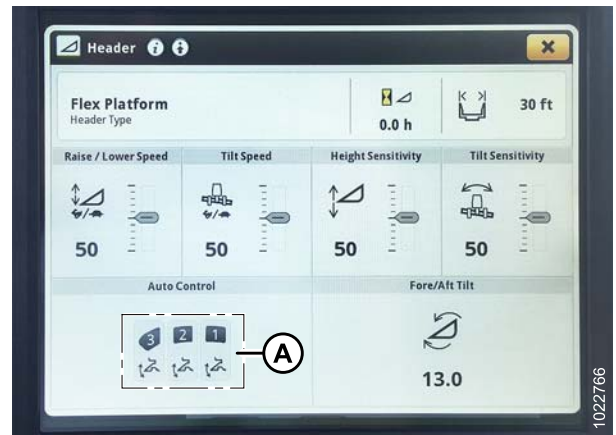 Header
Flex Platform
Header Type
0.0 h
30 ft
Raise / Lower Speed
Tilt Speed
Height Sensitivity
Tilt Sensitivity
50
50
50
50
Auto Control
Fore/Aft Tilt
3 2 1
A
13.0
1022766